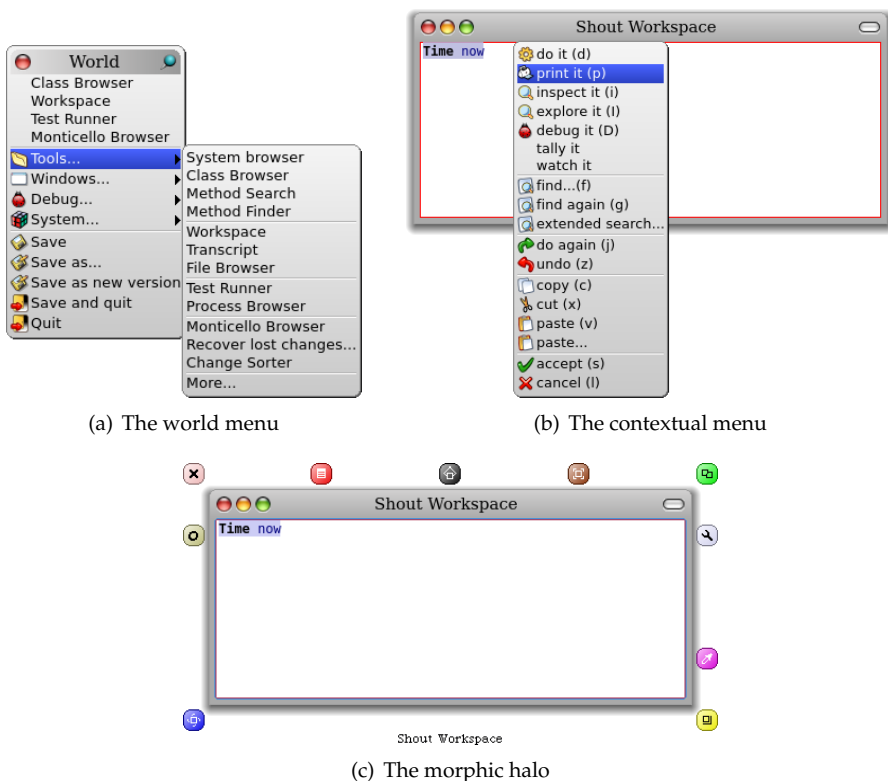 World
Class Browser
Workspace
Test Runner
Monticello Browser
Tools...
Windows...
Debug...
System...
Save
Save as...
Save as new version
Save and quit
Quit
System browser
Class Browser
Method Search
Method Finder
Workspace
Transcript
File Browser
Test Runner
Process Browser
Monticello Browser
Recover lost changes...
Change Sorter
More...
(a) The world menu
Shout Workspace
Time now
do it (d)
print it (p)
inspect it (i)
explore it (I)
debug it (D)
tally it
watch it
find...(f)
find again (g)
extended search...
do again (j)
undo (z)
copy (c)
cut (x)
paste (v)
paste...
accept (s)
cancel (l)
(b) The contextual menu
Shout Workspace
Time now
Shout Workspace
(c) The morphic halo